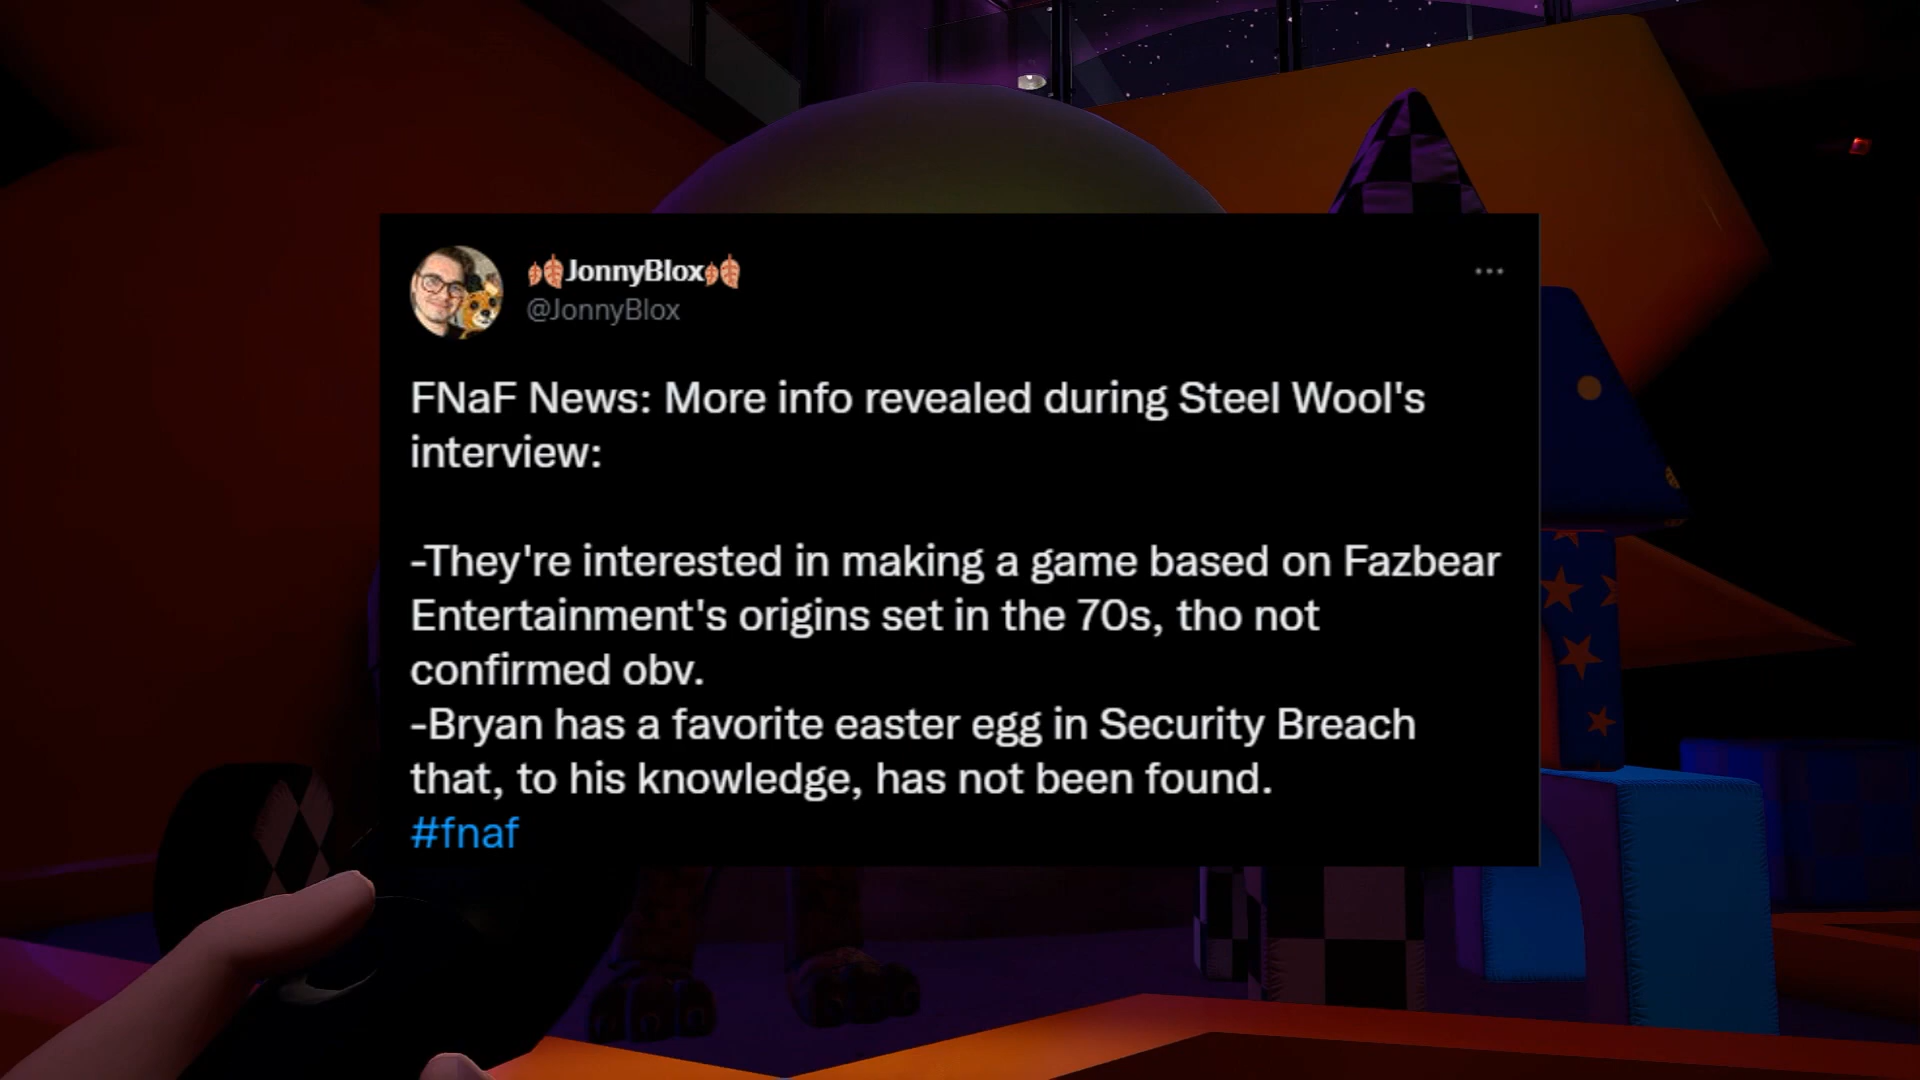 🍂JonnyBlox🍂
@JonnyBlox
FNaF News: More info revealed during Steel Wool's
interview:
-They're interested in making a game based on Fazbear
Entertainment's origins set in the 70s, tho not
confirmed obv.
-Bryan has a favorite easter egg in Security Breach
that, to his knowledge, has not been found.
#fnaf